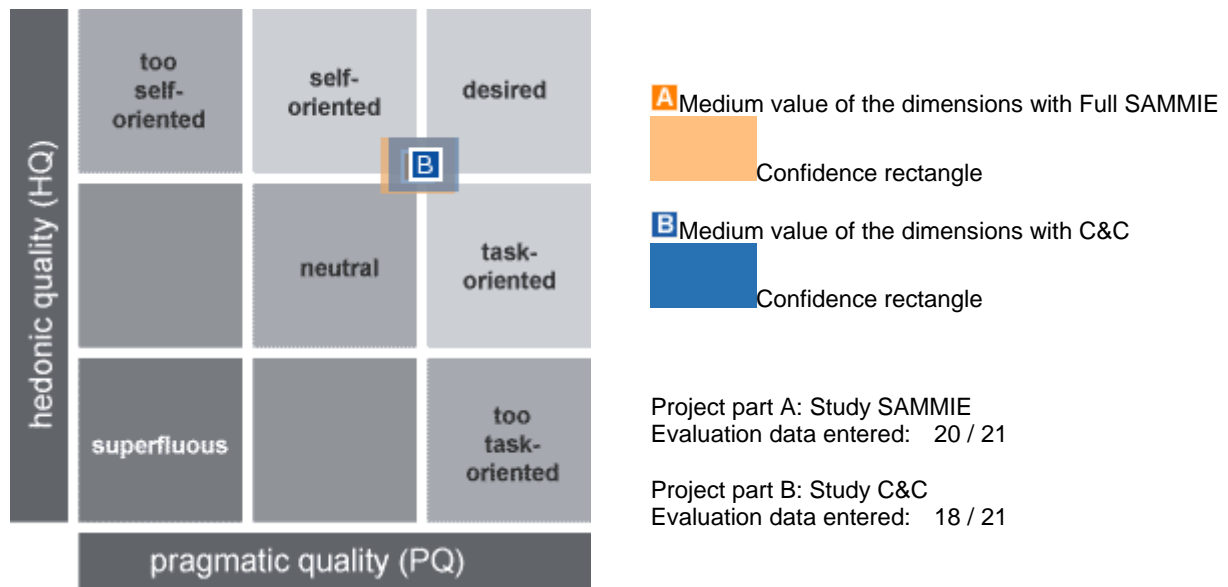 too
self-
oriented
self-
oriented
desired
B
neutral
task-
oriented
superfluous
too
task-
oriented
hedonic quality (HQ)
pragmatic quality (PQ)
A Medium value of the dimensions with Full SAMMIE
Confidence rectangle
B Medium value of the dimensions with C&C
Confidence rectangle
Project part A: Study SAMMIE
Evaluation data entered: 20 / 21
Project part B: Study C&C
Evaluation data entered: 18 / 21